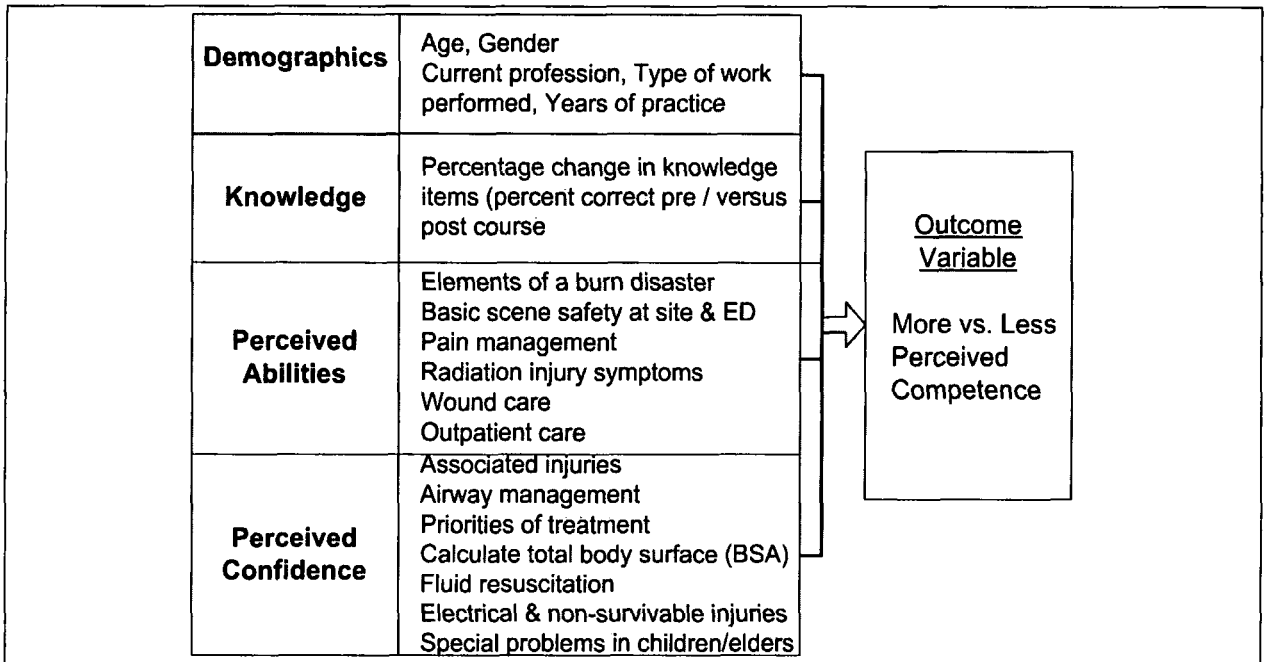 Demographics
Age, Gender
Current profession, Type of work
performed, Years of practice
Knowledge
Percentage change in knowledge
items (percent correct pre / versus
post course
Perceived
Abilities
Elements of a burn disaster
Basic scene safety at site & ED
Pain management
Radiation injury symptoms
Wound care
Outpatient care
Perceived
Confidence
Associated injuries
Airway management
Priorities of treatment
Calculate total body surface (BSA)
Fluid resuscitation
Electrical & non-survivable injuries
Special problems in children/elders
Outcome
Variable
More vs. Less
Perceived
Competence